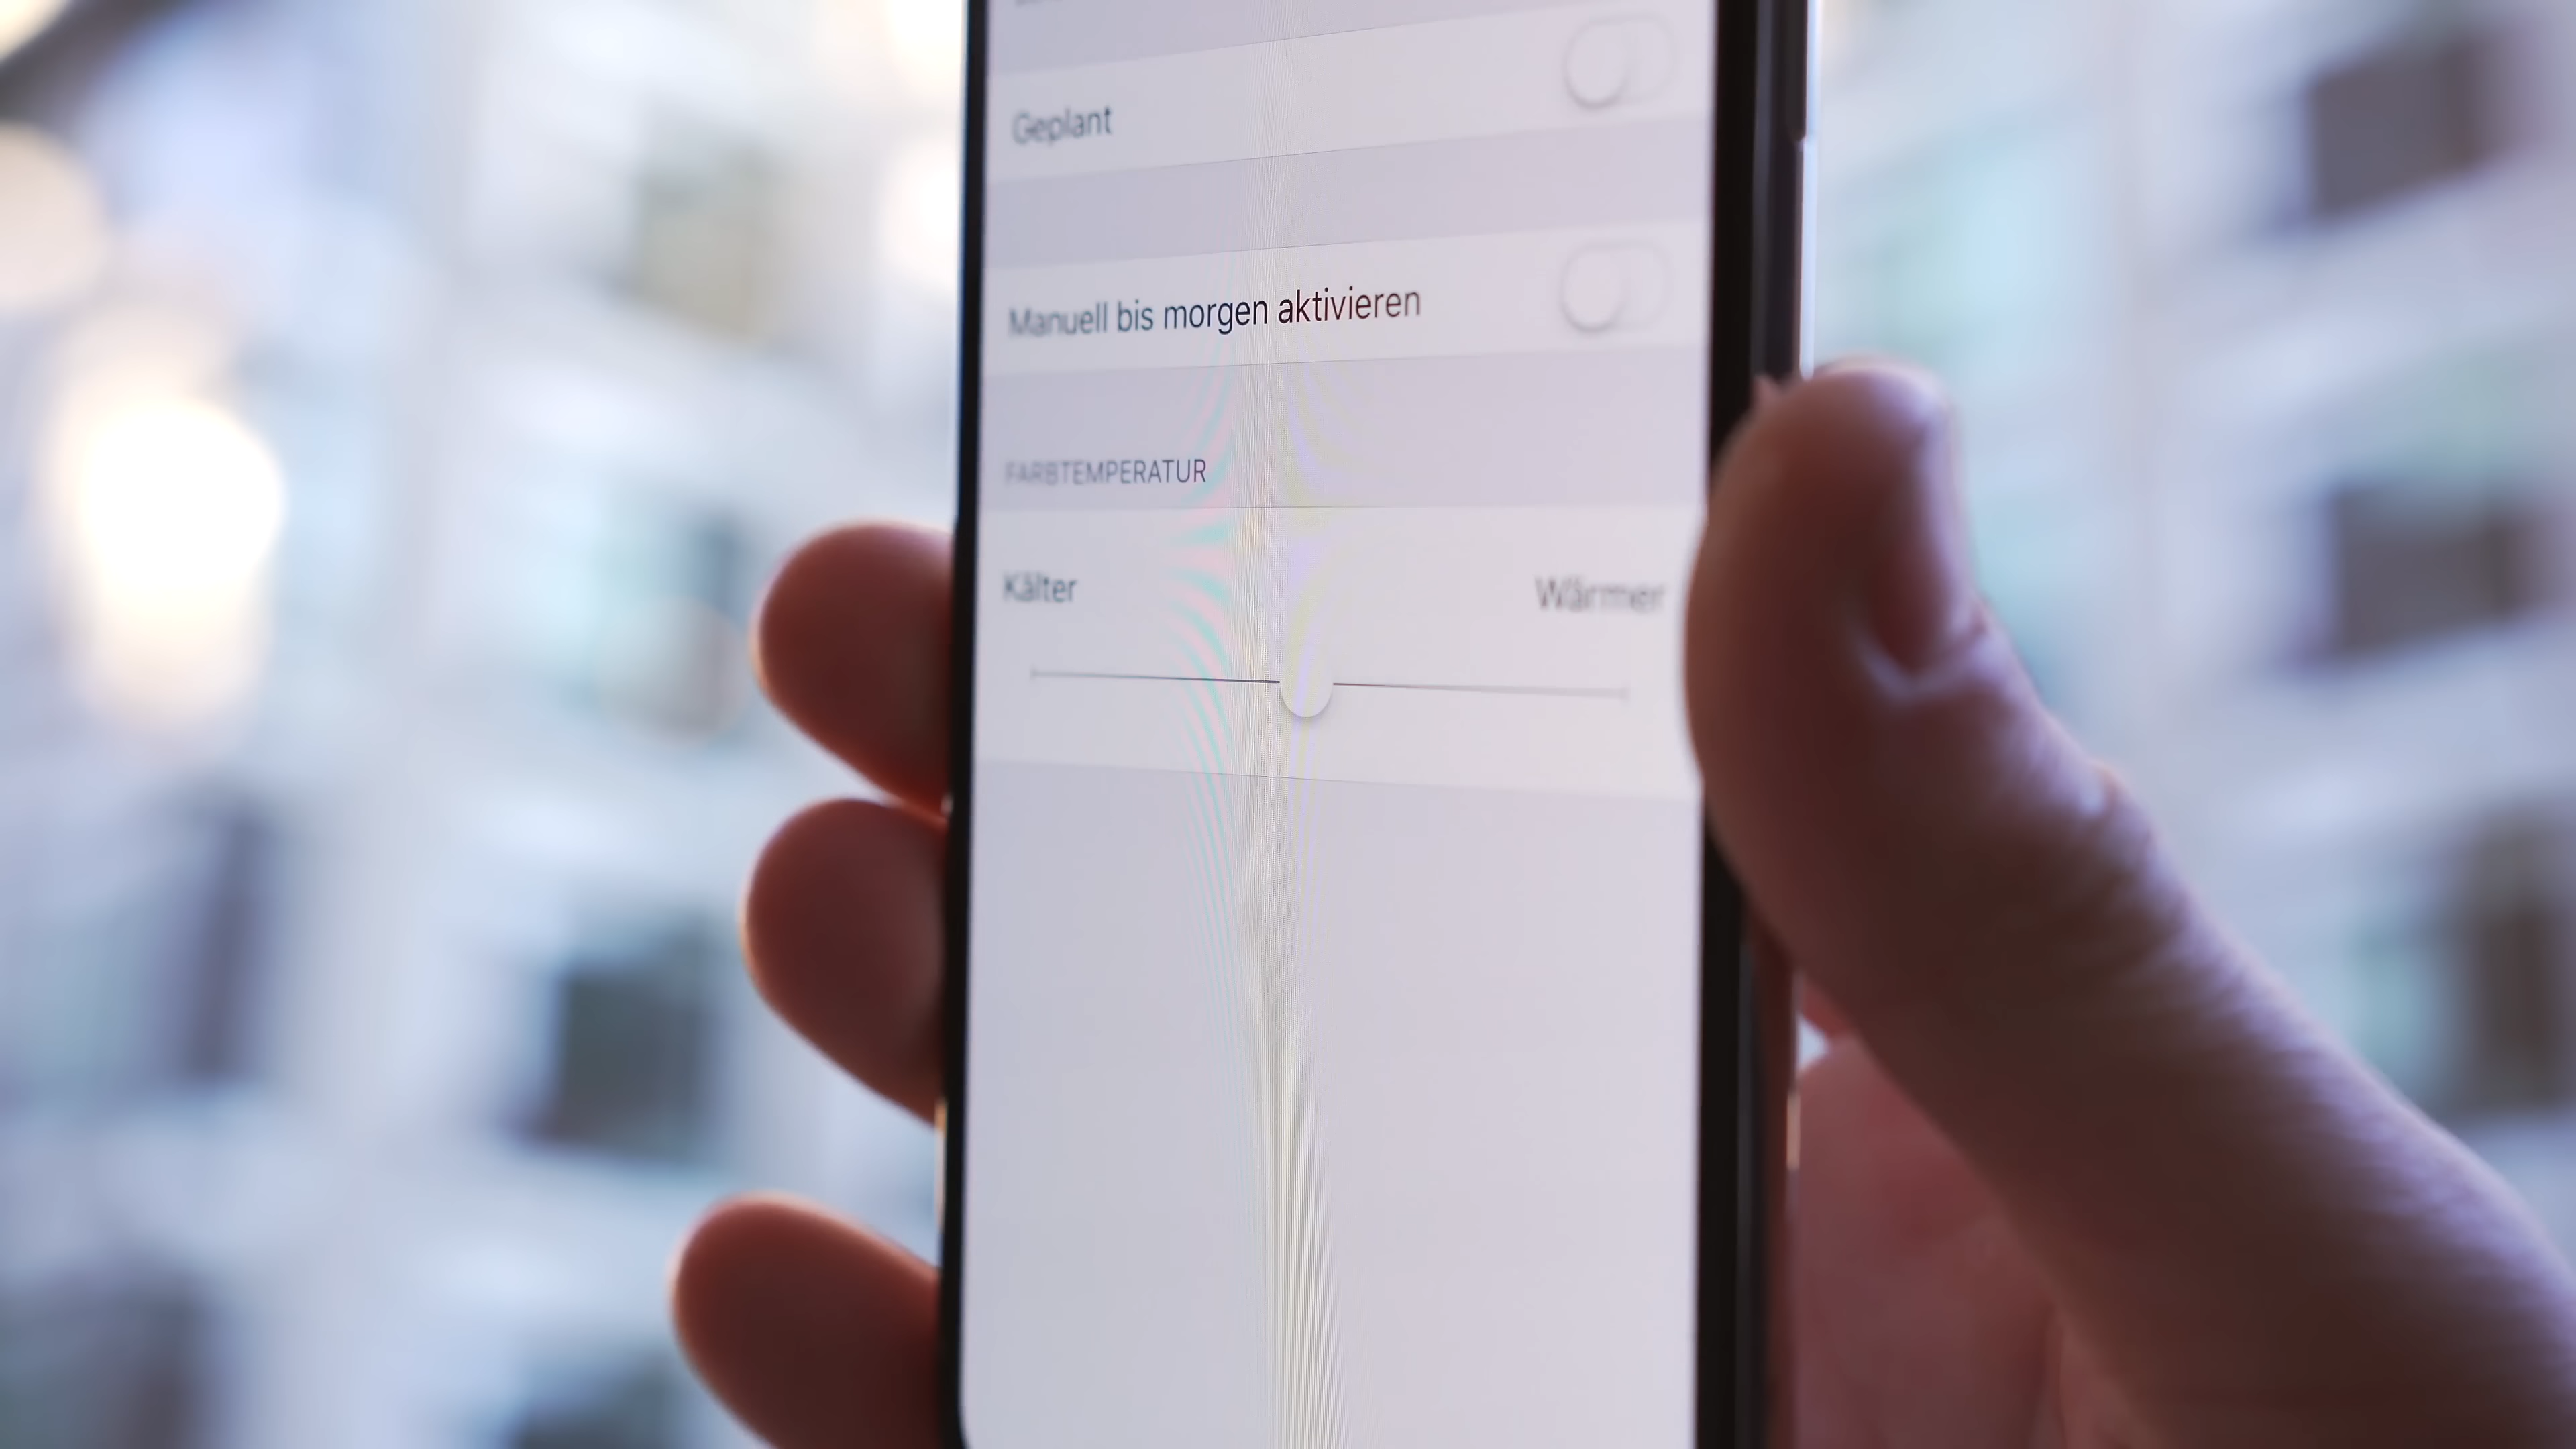 Geplant
Manuell bis morgen aktivieren
FARBTEMPERATUR
Kälter
Wärmer